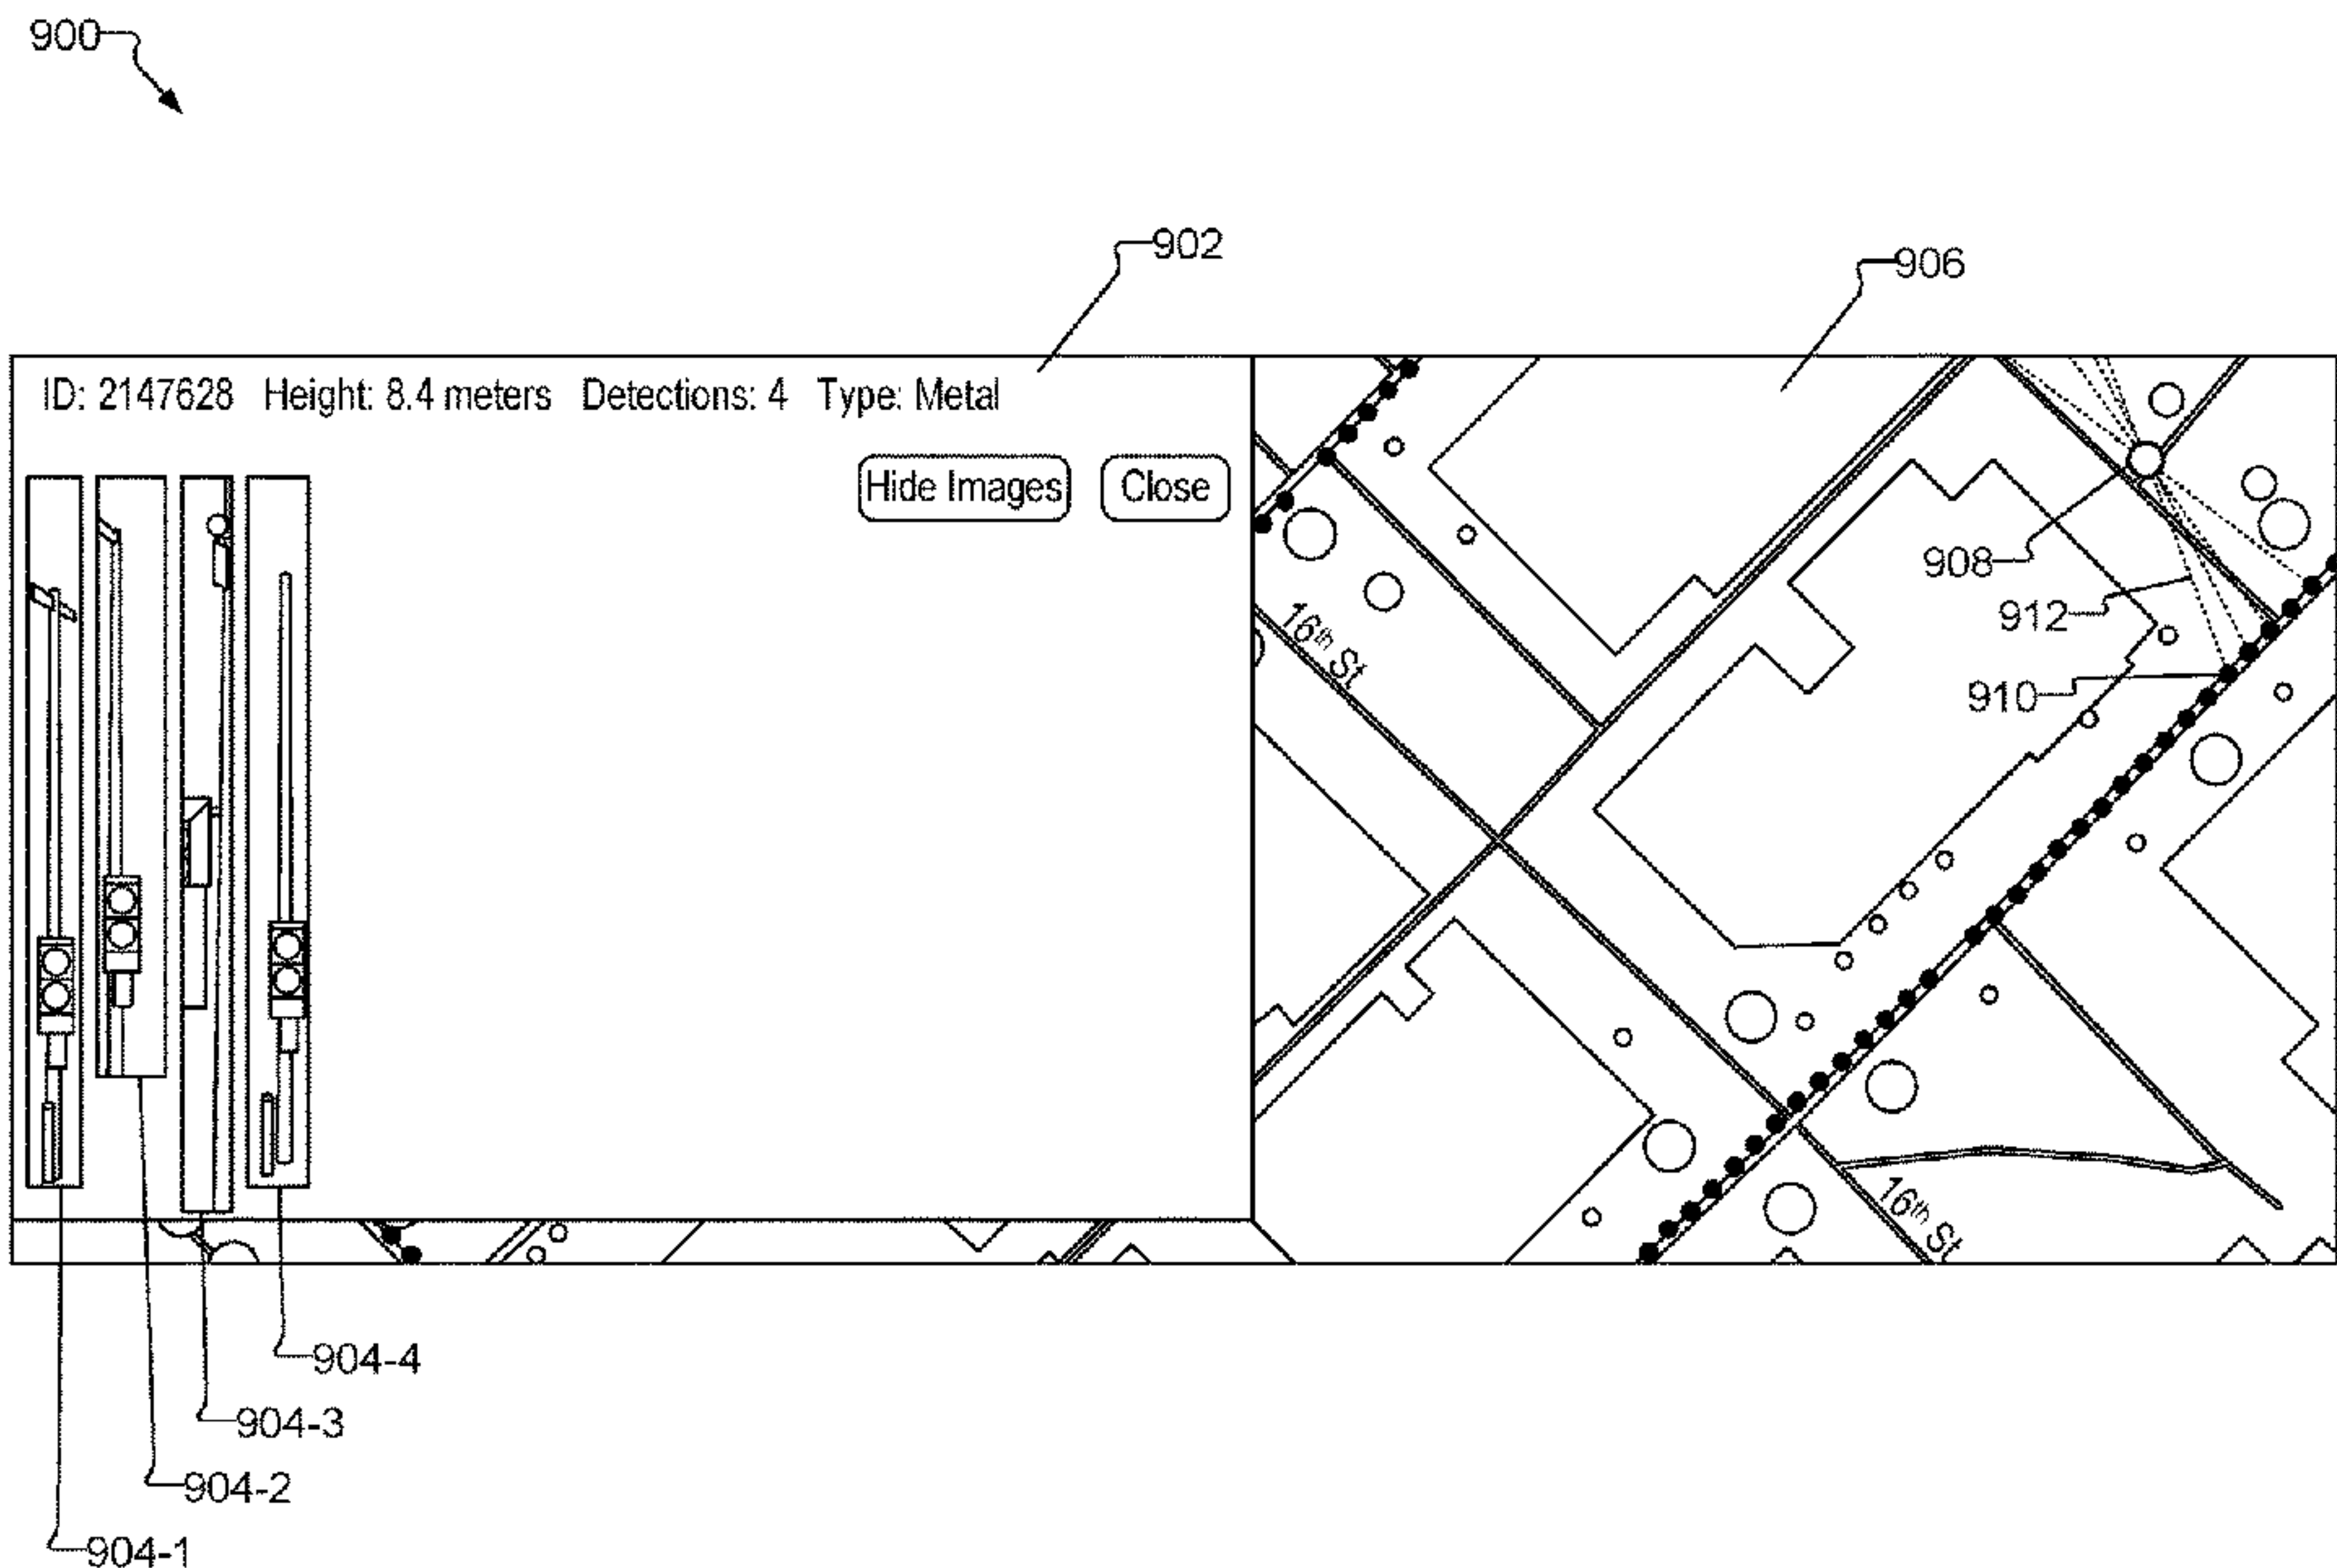 900
902
906
ID: 2147628 Height: 8.4 meters Detections: 4 Type: Metal
Hide Images Close
908
912
16th St
910
16th St
904-4
904-3
904-2
904-1